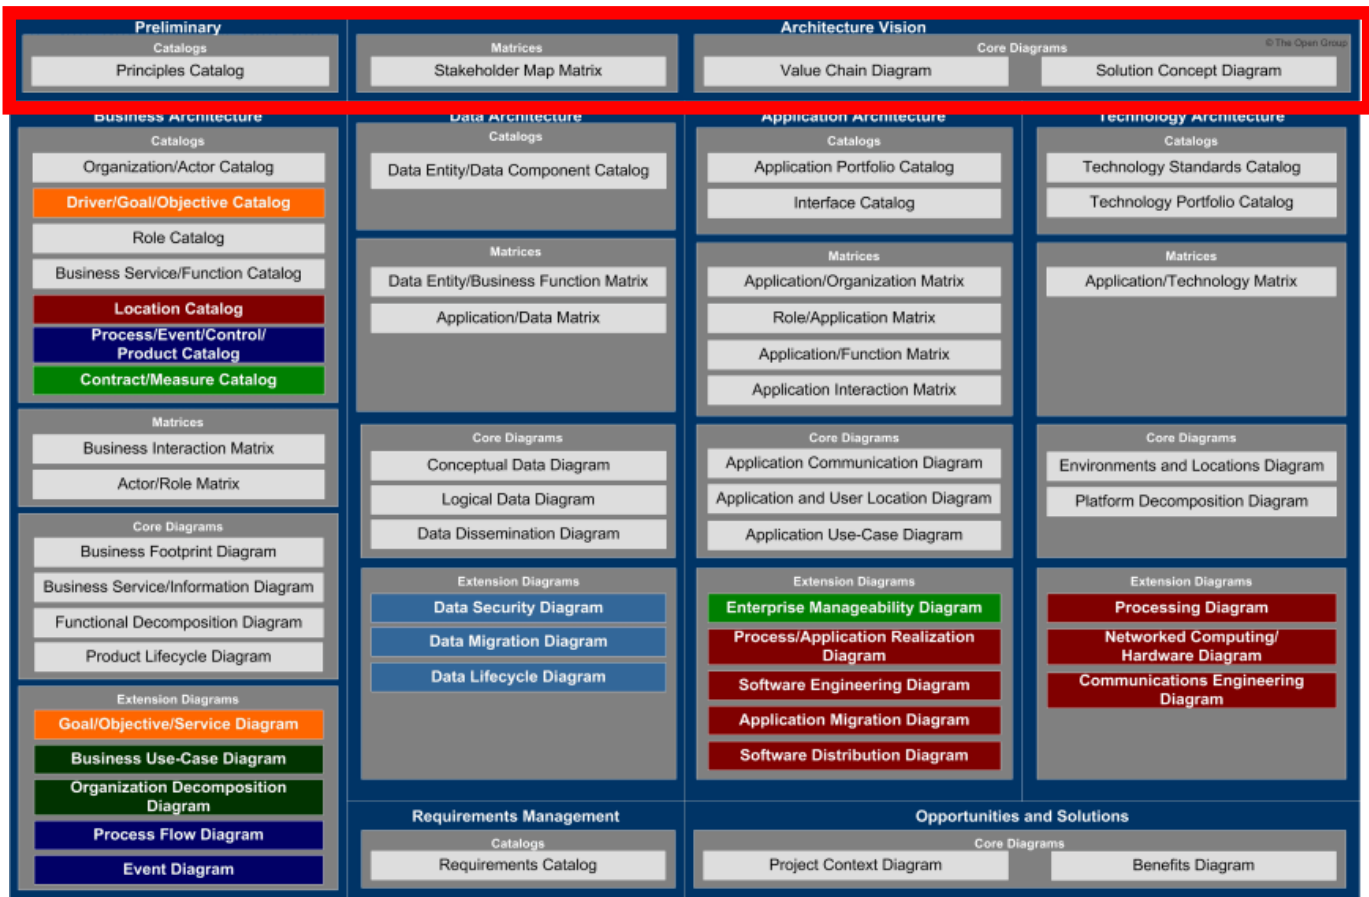 Preliminary
Catalogs
Principles Catalog
Architecture Vision
Matrices
Stakeholder Map Matrix
Core Diagrams
© The Open Group
Value Chain Diagram
Solution Concept Diagram
Business Architecture
Catalogs
Organization/Actor Catalog
Driver/Goal/Objective Catalog
Role Catalog
Business Service/Function Catalog
Location Catalog
Process/Event/Control/
Product Catalog
Contract/Measure Catalog
Matrices
Business Interaction Matrix
Actor/Role Matrix
Core Diagrams
Business Footprint Diagram
Business Service/Information Diagram
Functional Decomposition Diagram
Product Lifecycle Diagram
Extension Diagrams
Goal/Objective/Service Diagram
Business Use-Case Diagram
Organization Decomposition
Diagram
Process Flow Diagram
Event Diagram
Data Architecture
Catalogs
Data Entity/Data Component Catalog
Matrices
Data Entity/Business Function Matrix
Application/Data Matrix
Core Diagrams
Conceptual Data Diagram
Logical Data Diagram
Data Dissemination Diagram
Extension Diagrams
Data Security Diagram
Data Migration Diagram
Data Lifecycle Diagram
Application Architecture
Catalogs
Application Portfolio Catalog
Interface Catalog
Matrices
Application/Organization Matrix
Role/Application Matrix
Application/Function Matrix
Application Interaction Matrix
Core Diagrams
Application Communication Diagram
Application and User Location Diagram
Application Use-Case Diagram
Extension Diagrams
Enterprise Manageability Diagram
Process/Application Realization
Diagram
Software Engineering Diagram
Application Migration Diagram
Software Distribution Diagram
Technology Architecture
Catalogs
Technology Standards Catalog
Technology Portfolio Catalog
Matrices
Application/Technology Matrix
Core Diagrams
Environments and Locations Diagram
Platform Decomposition Diagram
Extension Diagrams
Processing Diagram
Networked Computing/
Hardware Diagram
Communications Engineering
Diagram
Requirements Management
Catalogs
Requirements Catalog
Opportunities and Solutions
Core Diagrams
Project Context Diagram
Benefits Diagram